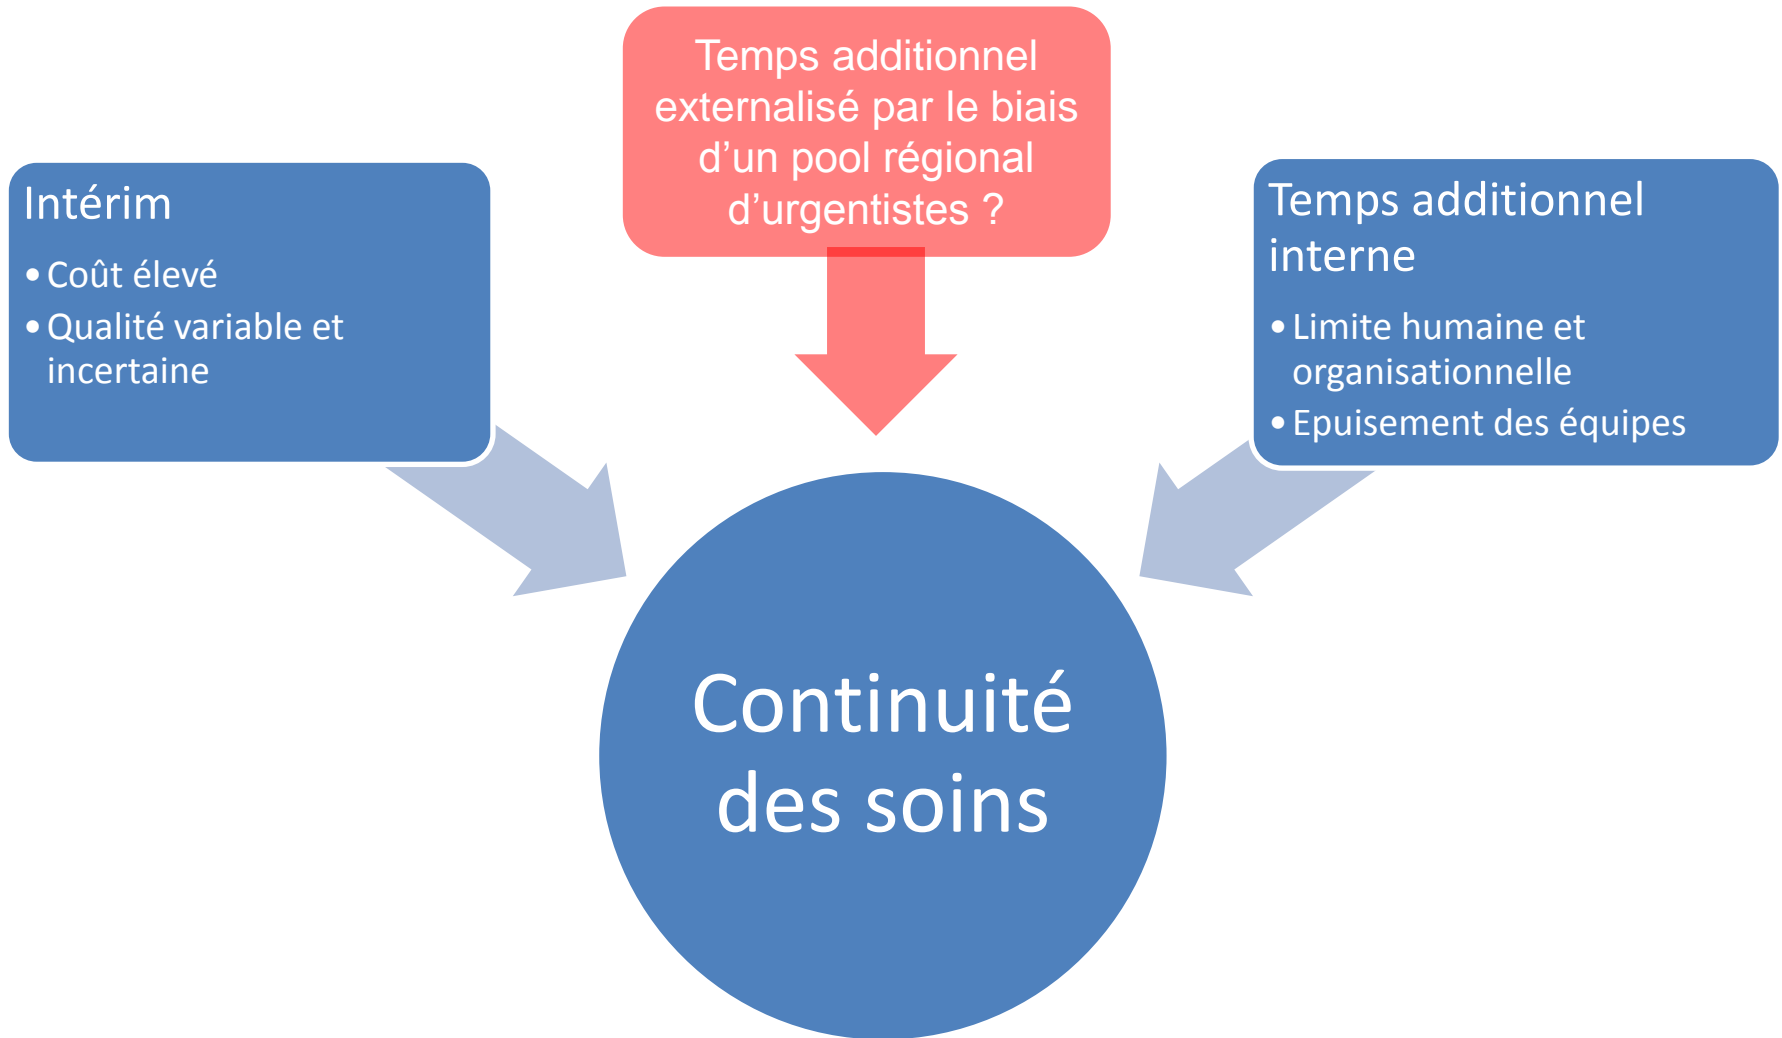 Temps additionnel
externalisé par le biais
d’un pool régional
d’urgentistes ?
Intérim
• Coût élevé
• Qualité variable et
incertaine
Temps additionnel
interne
• Limite humaine et
organisationnelle
• Epuisement des équipes
Continuité
des soins